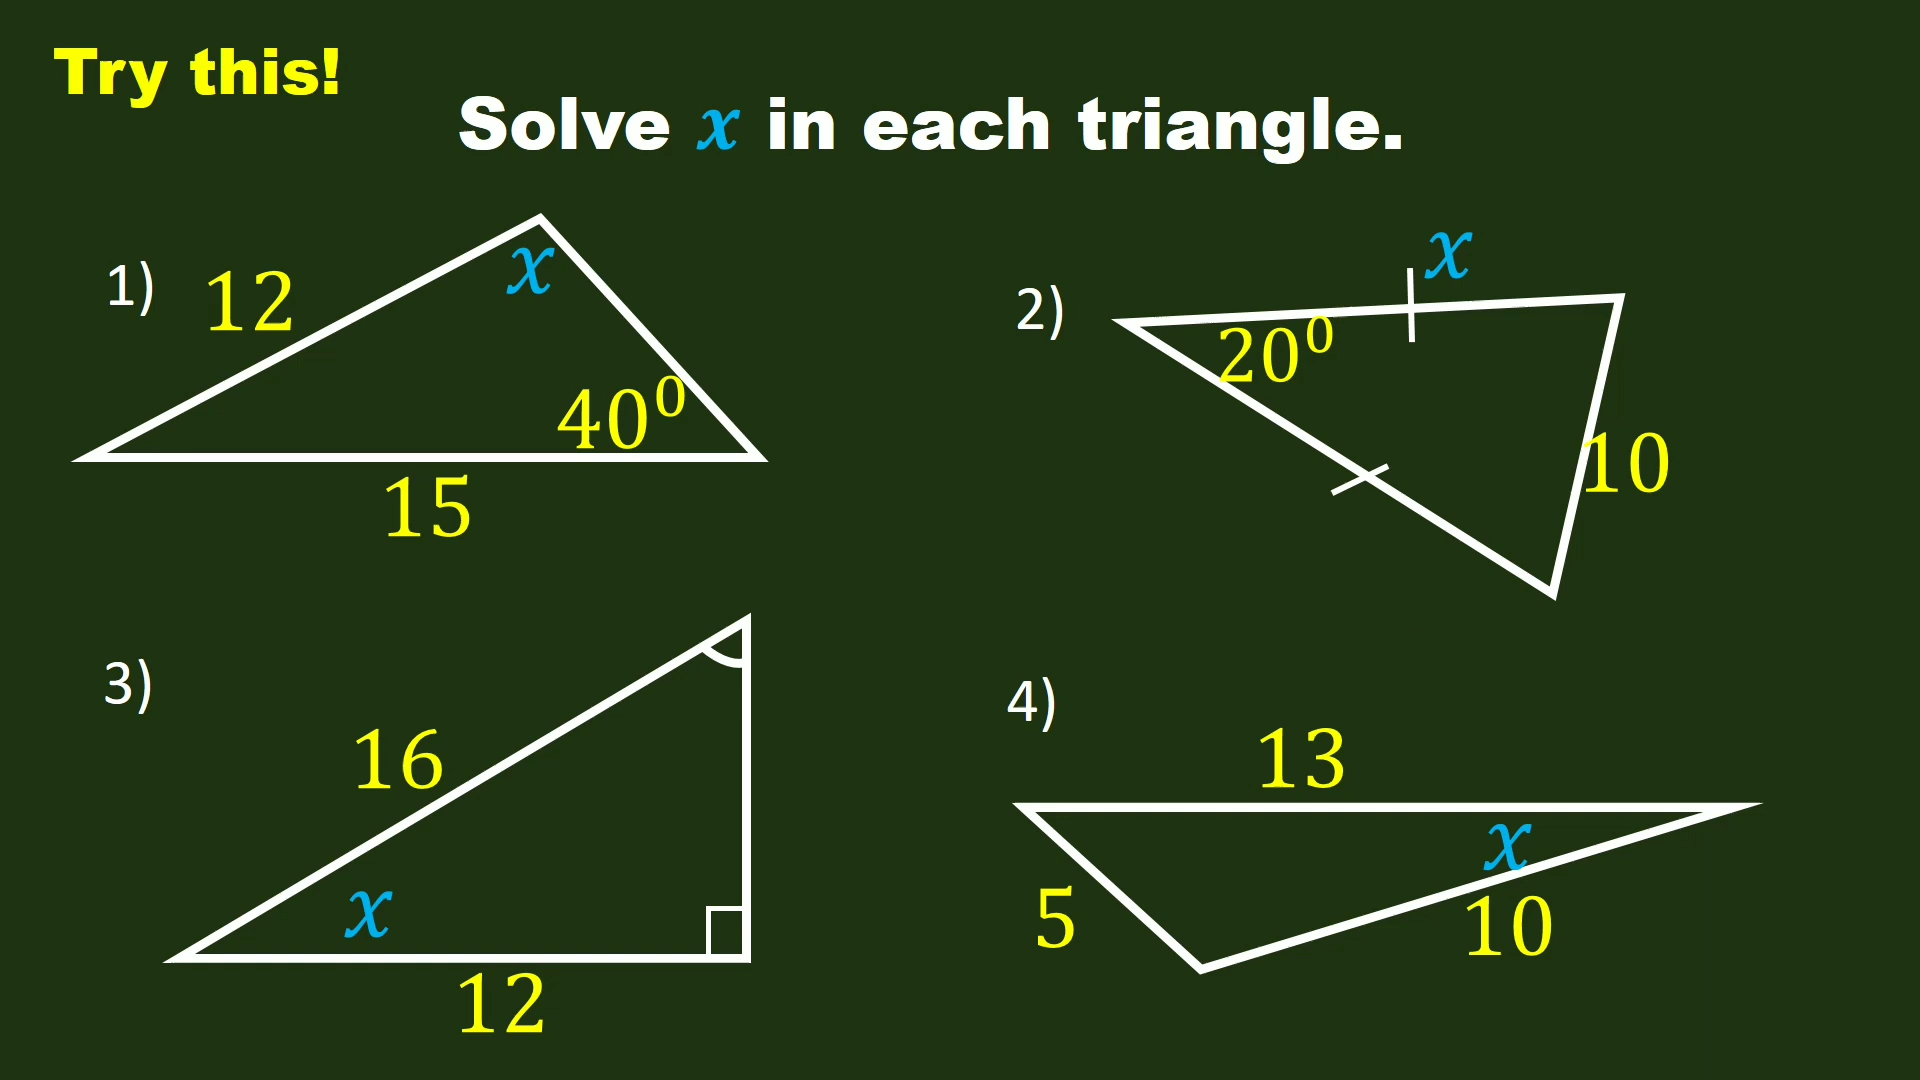 Try this!
Solve x in each triangle.
1)
12
x
40⁰
15
2)
x
20⁰
10
3)
16
x
12
4)
13
x
5
10